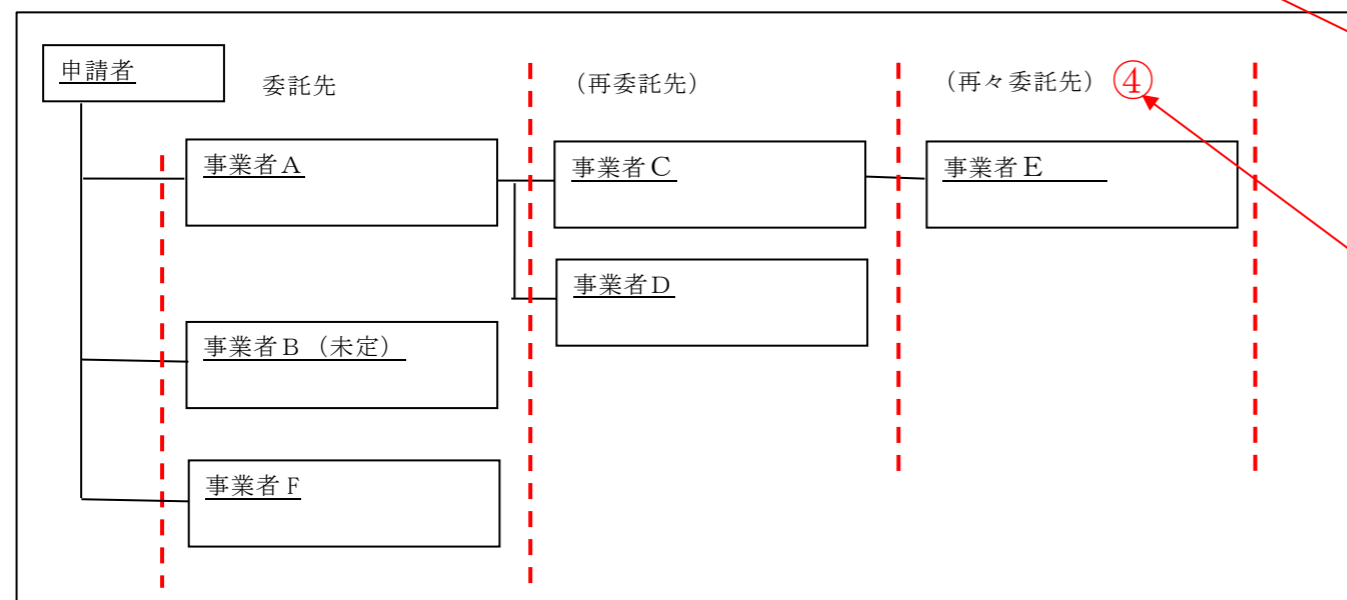 申請者
委託先
（再委託先）
（再々委託先）④
事業者Ａ
事業者Ｃ
事業者Ｅ
事業者Ｄ
事業者Ｂ（未定）
事業者Ｆ